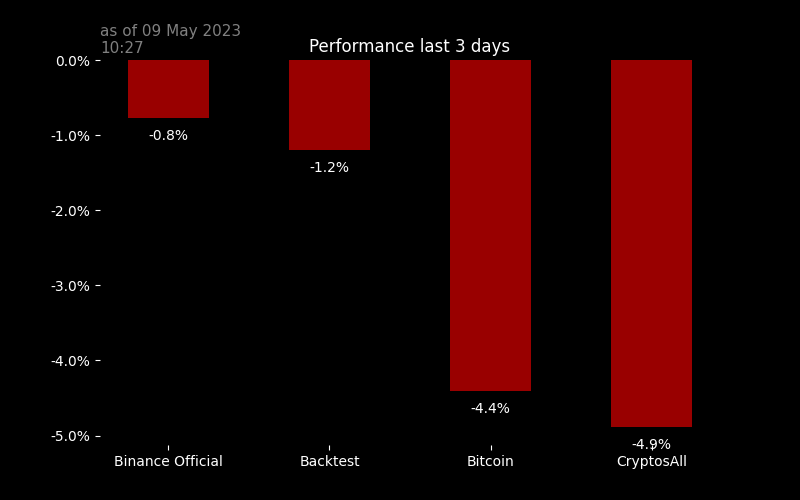 as of 09 May 2023
10:27
Performance last 3 days
0.0%
-1.0%
-2.0%
-3.0%
-4.0%
-5.0%
-0.8%
-1.2%
-4.4%
-4.9%
Binance Official
Backtest
Bitcoin
CryptosAll